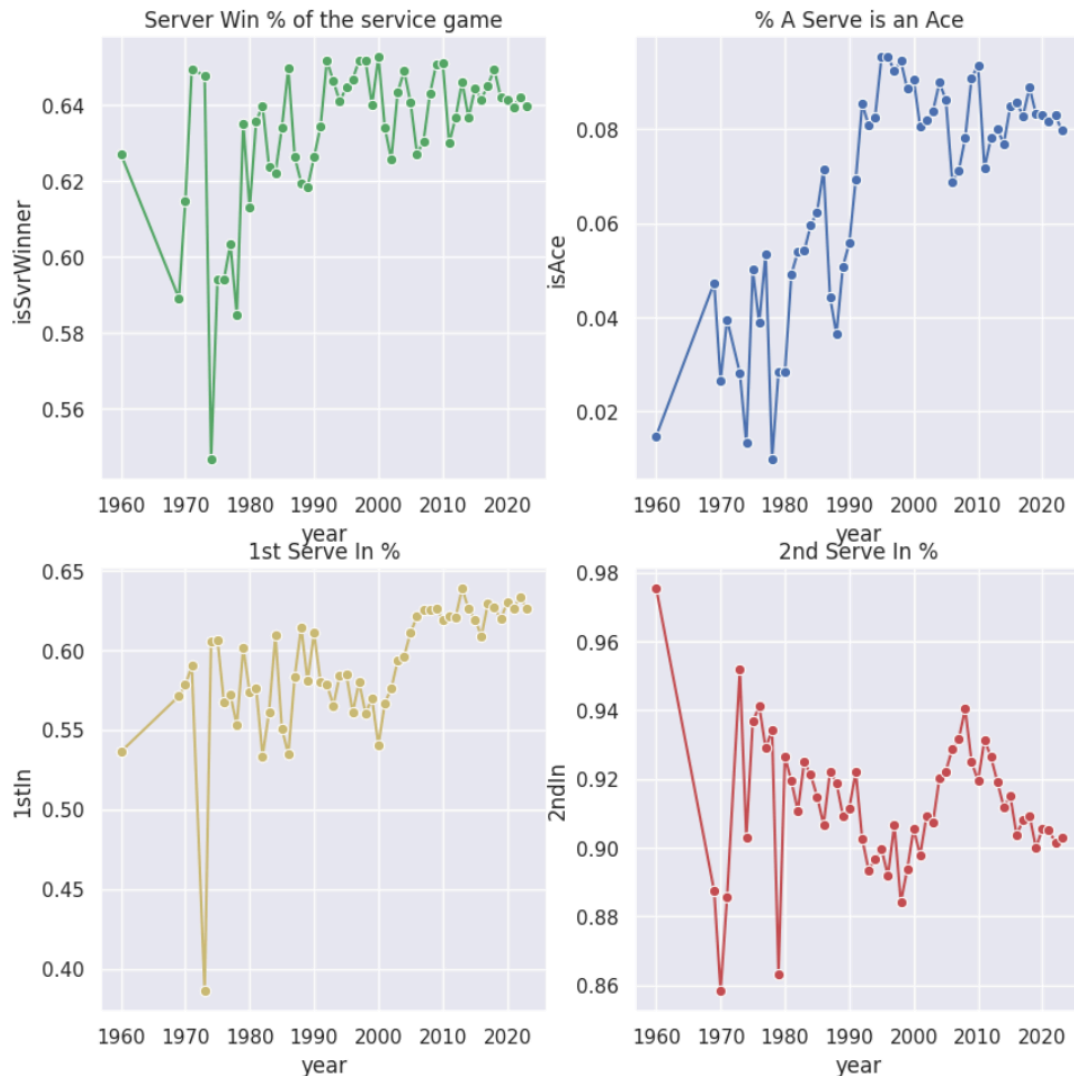 Server Win % of the service game
isSvrWinner
0.64
0.62
0.60
0.58
0.56
1960 1970 1980 1990 2000 2010 2020
year
% A Serve is an Ace
isAce
0.08
0.06
0.04
0.02
1960 1970 1980 1990 2000 2010 2020
year
1st Serve In %
1stIn
0.65
0.60
0.55
0.50
0.45
0.40
1960 1970 1980 1990 2000 2010 2020
year
2nd Serve In %
2ndIn
0.98
0.96
0.94
0.92
0.90
0.88
0.86
1960 1970 1980 1990 2000 2010 2020
year